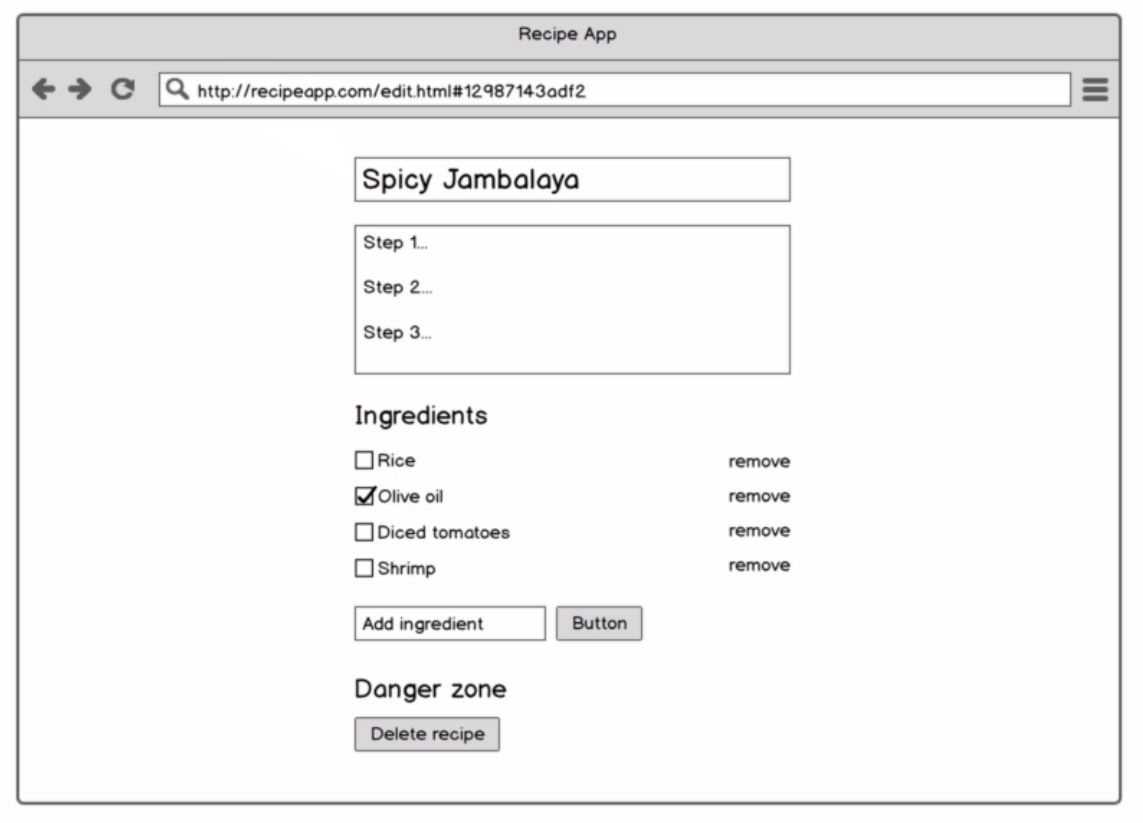 Recipe App
http://recipeapp.com/edit.html#12987143adf2
Spicy Jambalaya
Step 1...
Step 2...
Step 3...
Ingredients
Rice remove
Olive oil remove
Diced tomatoes remove
Shrimp remove
Add ingredient Button
Danger zone
Delete recipe